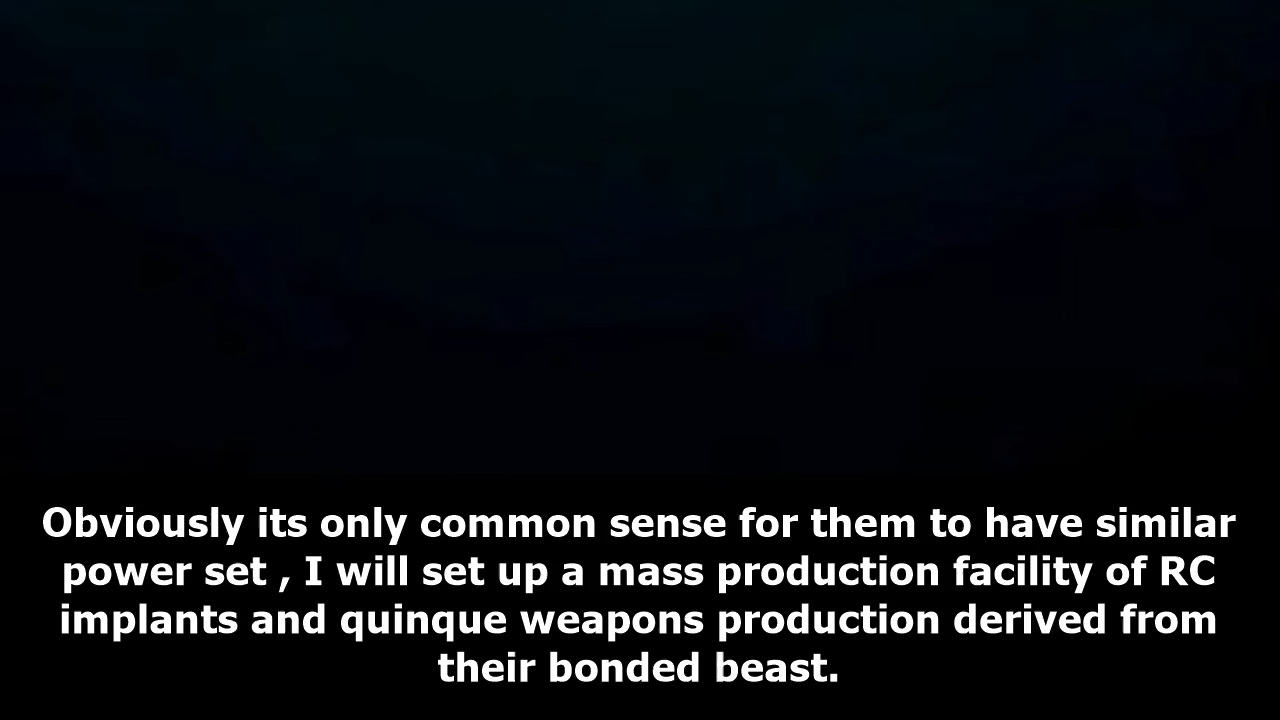 Obviously its only common sense for them to have similar
power set , I will set up a mass production facility of RC
implants and quinque weapons production derived from
their bonded beast.